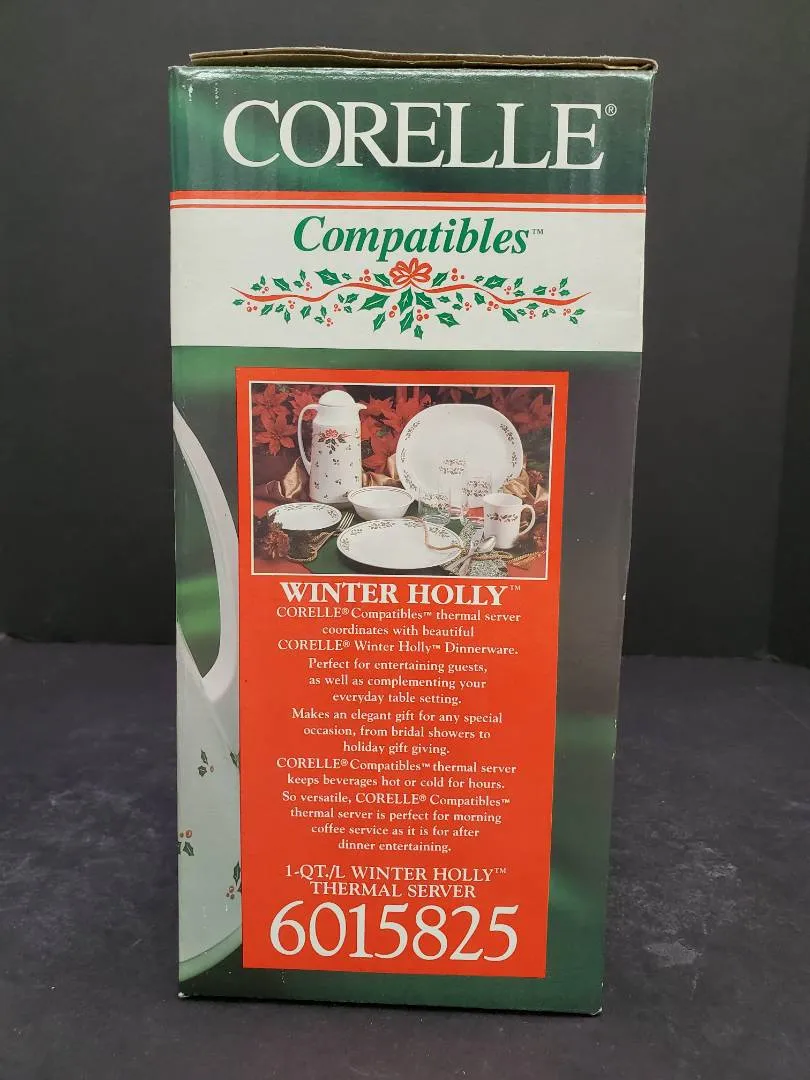 CORELLE®
Compatibles™
WINTER HOLLY™
CORELLE® Compatibles™ thermal server
coordinates with beautiful
CORELLE® Winter Holly™ Dinnerware.
Perfect for entertaining guests,
as well as complementing your
everyday table setting.
Makes an elegant gift for any special
occasion, from bridal showers to
holiday gift giving.
CORELLE® Compatibles™ thermal server
keeps beverages hot or cold for hours.
So versatile, CORELLE® Compatibles™
thermal server is perfect for morning
coffee service as it is for after
dinner entertaining.
1-QT./L WINTER HOLLY™
THERMAL SERVER
6015825